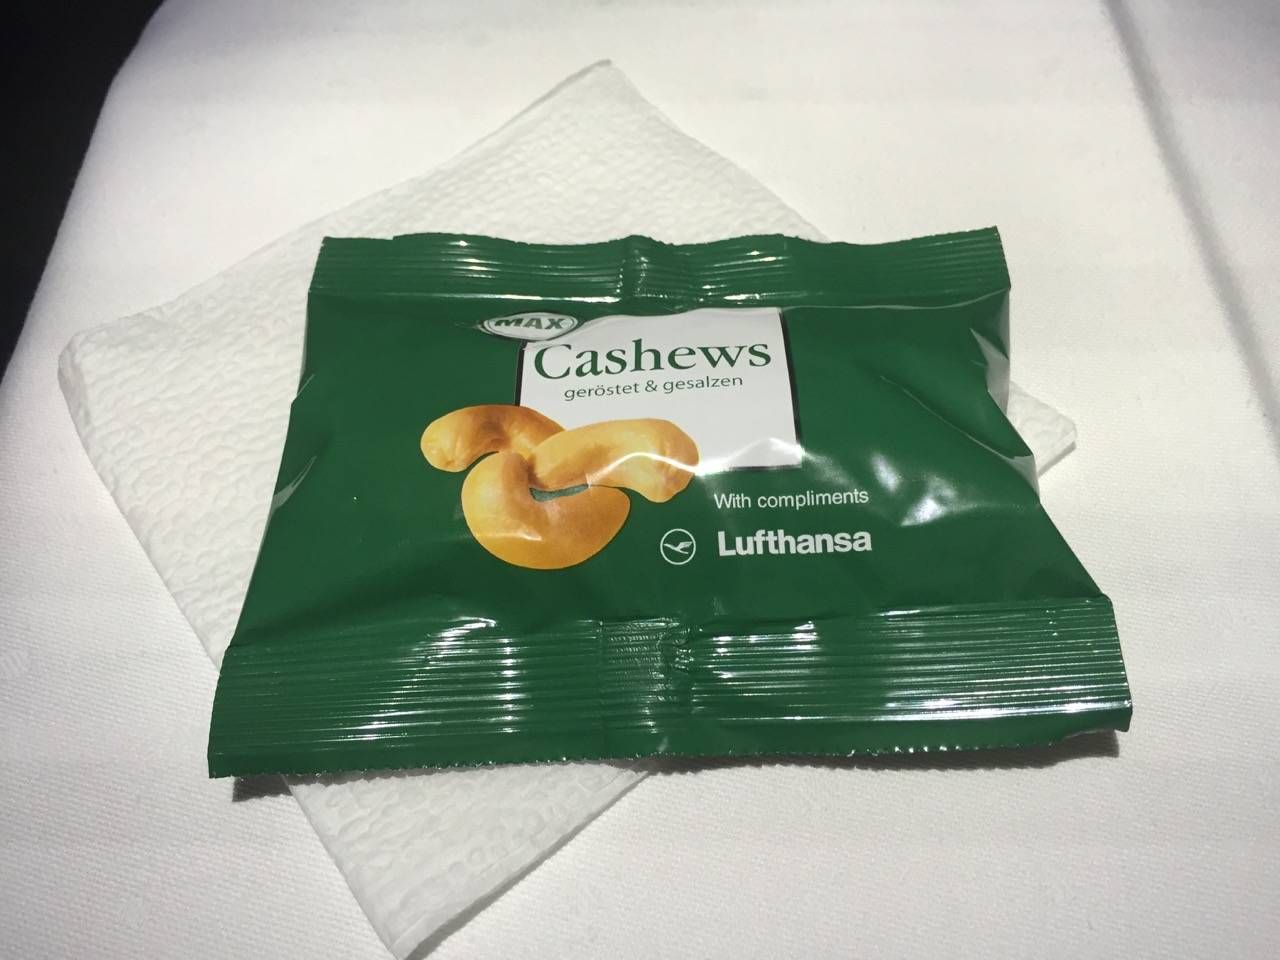 MAX
Cashews
geröstet & gesalzen
With compliments
Lufthansa